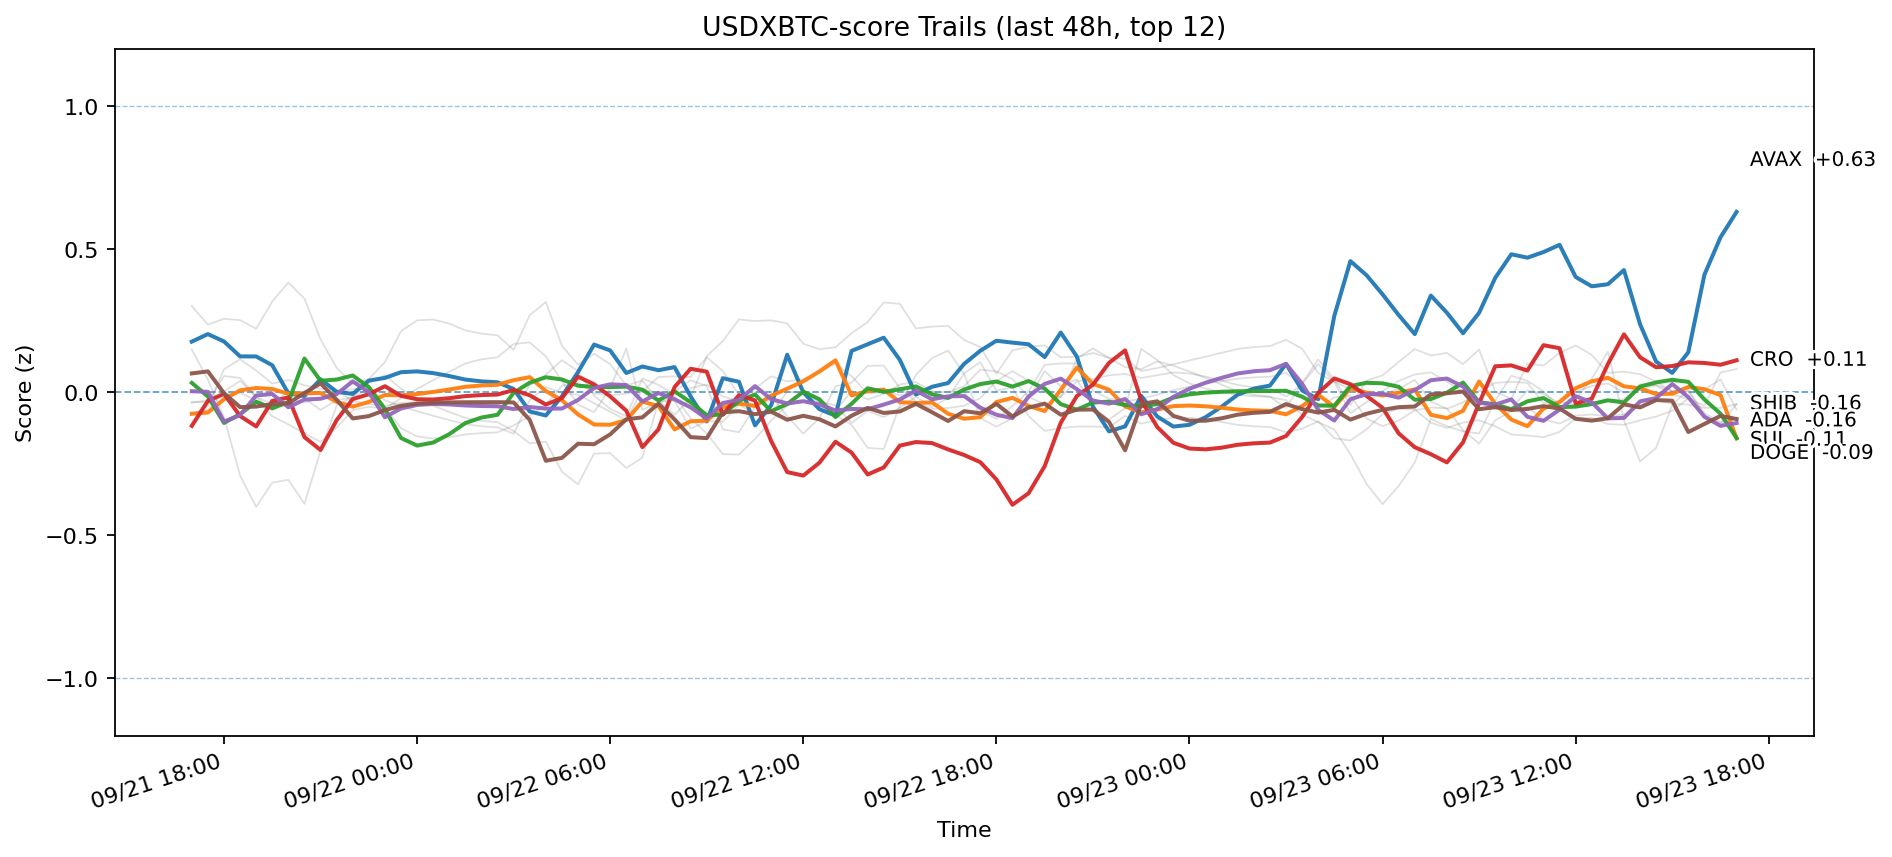 USDXBTC-score Trails (last 48h, top 12)
Score (z)
1.0
0.5
0.0
−0.5
−1.0
AVAX +0.63
CRO +0.11
SHIB -0.16
ADA -0.16
SUI -0.11
DOGE -0.09
09/21 18:00
09/22 00:00
09/22 06:00
09/22 12:00
09/22 18:00
09/23 00:00
09/23 06:00
09/23 12:00
09/23 18:00
Time